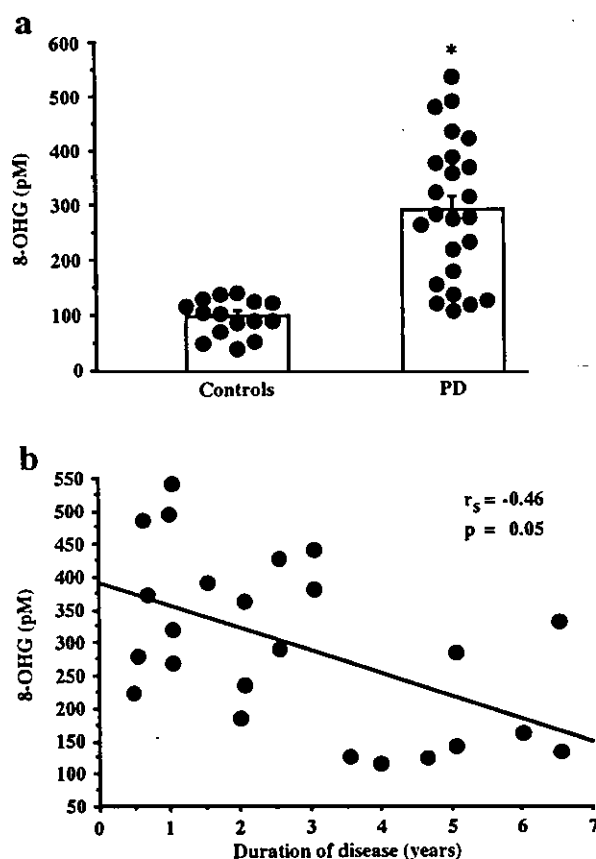 a
600
500
400
300
200
100
0
8-OHG (pM)
*
Controls PD
b
550
500
450
400
350
300
250
200
150
100
50
8-OHG (pM)
rs = -0.46
p = 0.05
0 1 2 3 4 5 6 7
Duration of disease (years)